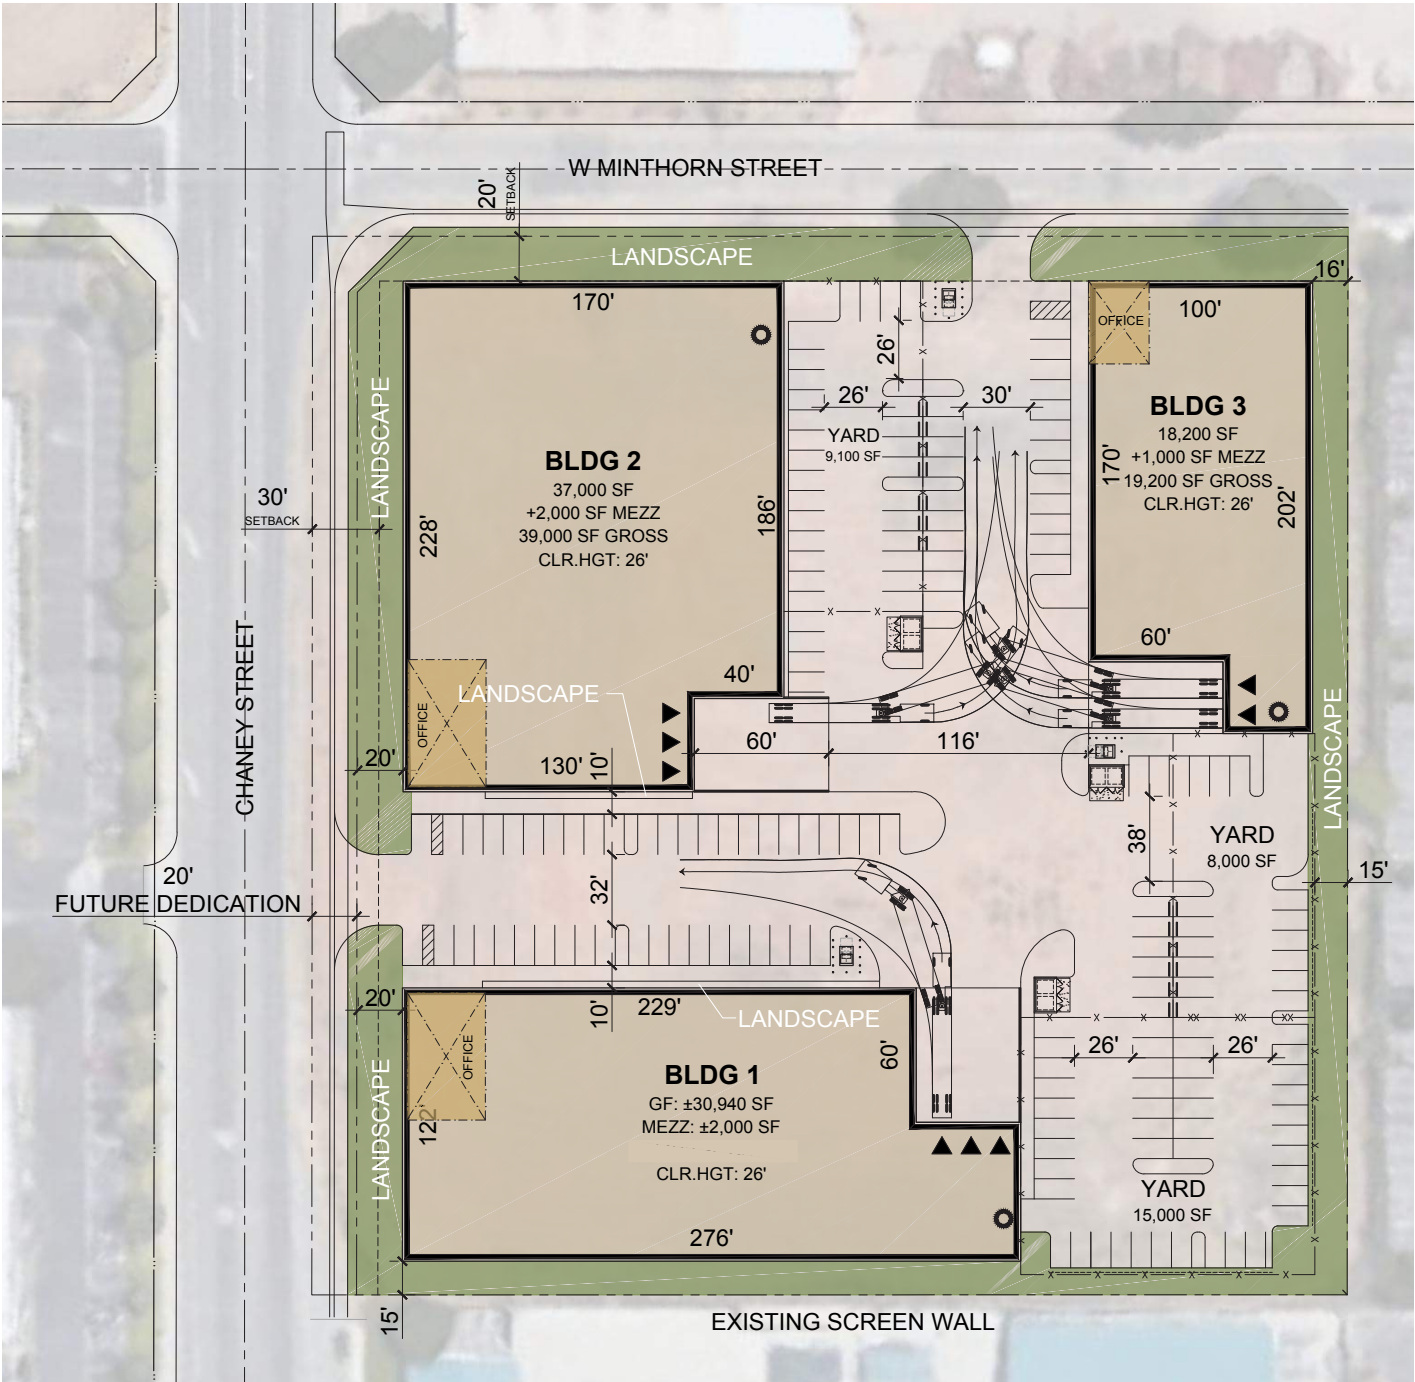 W MINTHORN STREET
20'
SETBACK
LANDSCAPE
16'
170'
OFFICE
100'
26'
26'
30'
LANDSCAPE
YARD
9,100 SF
BLDG 3
18,200 SF
+1,000 SF MEZZ
19,200 SF GROSS
CLR.HGT: 26'
170'
202'
BLDG 2
37,000 SF
+2,000 SF MEZZ
39,000 SF GROSS
CLR.HGT: 26'
30'
SETBACK
228'
186'
CHANEY STREET
60'
40'
LANDSCAPE
OFFICE
LANDSCAPE
20'
130'
10'
60'
116'
38'
YARD
8,000 SF
15'
20'
FUTURE DEDICATION
32'
20'
10'
229'
LANDSCAPE
OFFICE
60'
26'
26'
BLDG 1
GF: ±30,940 SF
MEZZ: ±2,000 SF
CLR.HGT: 26'
122'
LANDSCAPE
YARD
15,000 SF
276'
15'
EXISTING SCREEN WALL